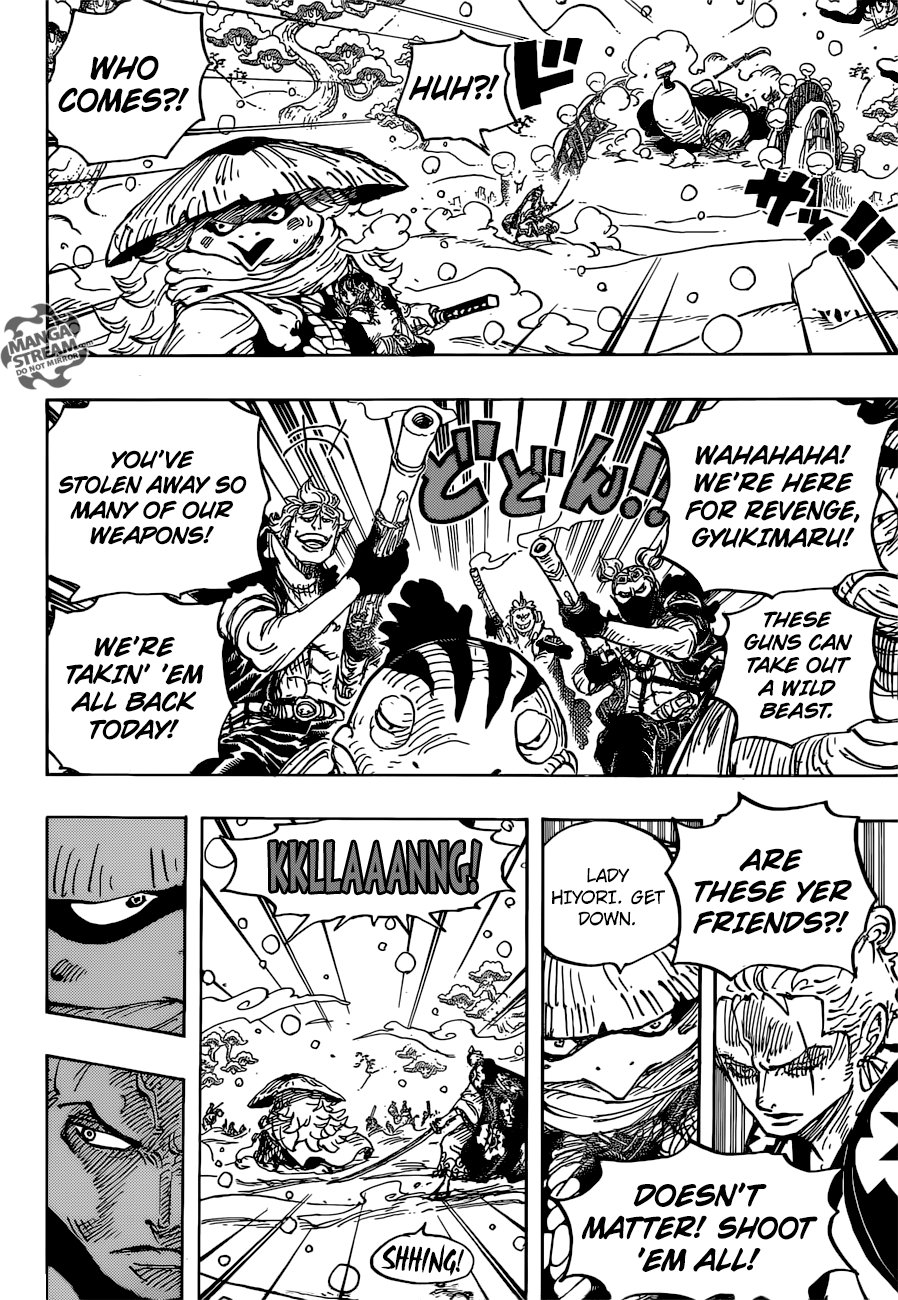 ド
HUH?!
WHO
COMES?!
ザッ!!
MANGA
STREAM.com
DO NOT MIRROR
WAHAHAHA!
WE'RE HERE
FOR REVENGE,
GYUKIMARU!
THESE
GUNS CAN
TAKE OUT
A WILD
BEAST.
どどん!!
YOU'VE
STOLEN AWAY SO
MANY OF OUR
WEAPONS!
WE'RE
TAKIN' 'EM
ALL BACK
TODAY!
ARE
THESE YER
FRIENDS?!
LADY
HIYORI. GET
DOWN.
DOESN'T
MATTER! SHOOT
'EM ALL!
KKLLAAANNG!
SHHING!